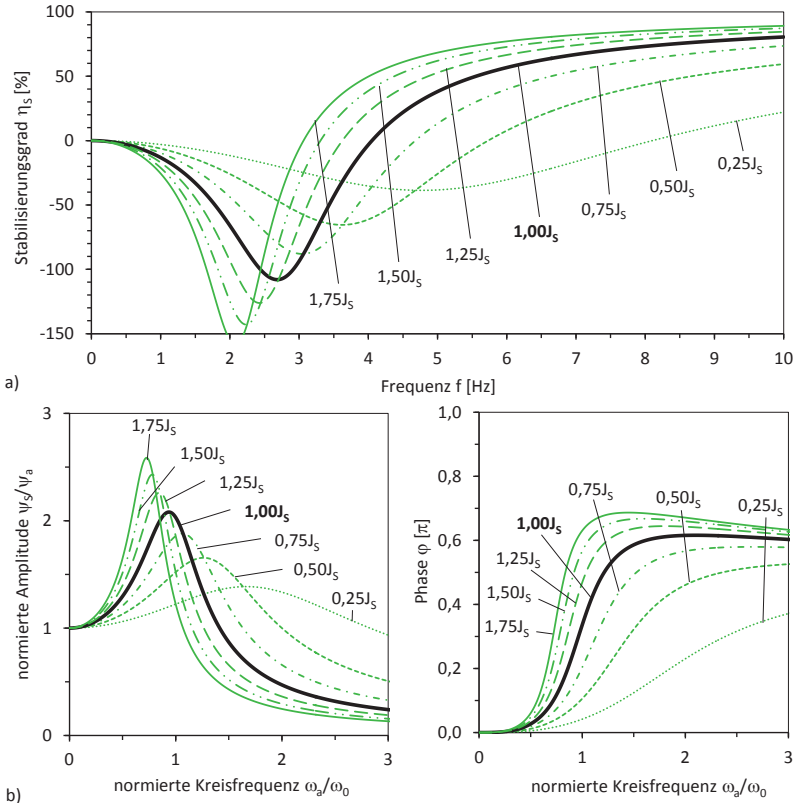 100
50
0
-50
-100
-150
Stabilisierungsgrad ηS [%]
0,25JS
0,50JS
0,75JS
1,00JS
1,25JS
1,50JS
1,75JS
0 1 2 3 4 5 6 7 8 9 10
Frequenz f [Hz]
a)
3
2
1
0
normierte Amplitude ψS/ψa
1,75JS
1,50JS
1,25JS
1,00JS
0,75JS
0,50JS
0,25JS
0 1 2 3
normierte Kreisfrequenz ωa/ω0
1,0
0,8
0,6
0,4
0,2
0,0
Phase φ [π]
0,25JS
0,50JS
0,75JS
1,00JS
1,25JS
1,50JS
1,75JS
0 1 2 3
normierte Kreisfrequenz ωa/ω0
b)